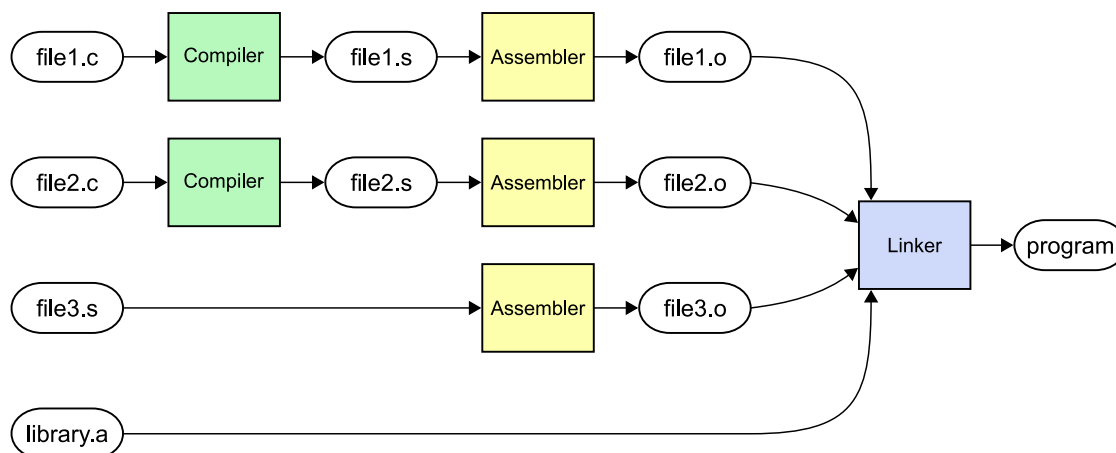 file1.c
Compiler
file1.s
Assembler
file1.o
file2.c
Compiler
file2.s
Assembler
file2.o
Linker
program
file3.s
Assembler
file3.o
library.a